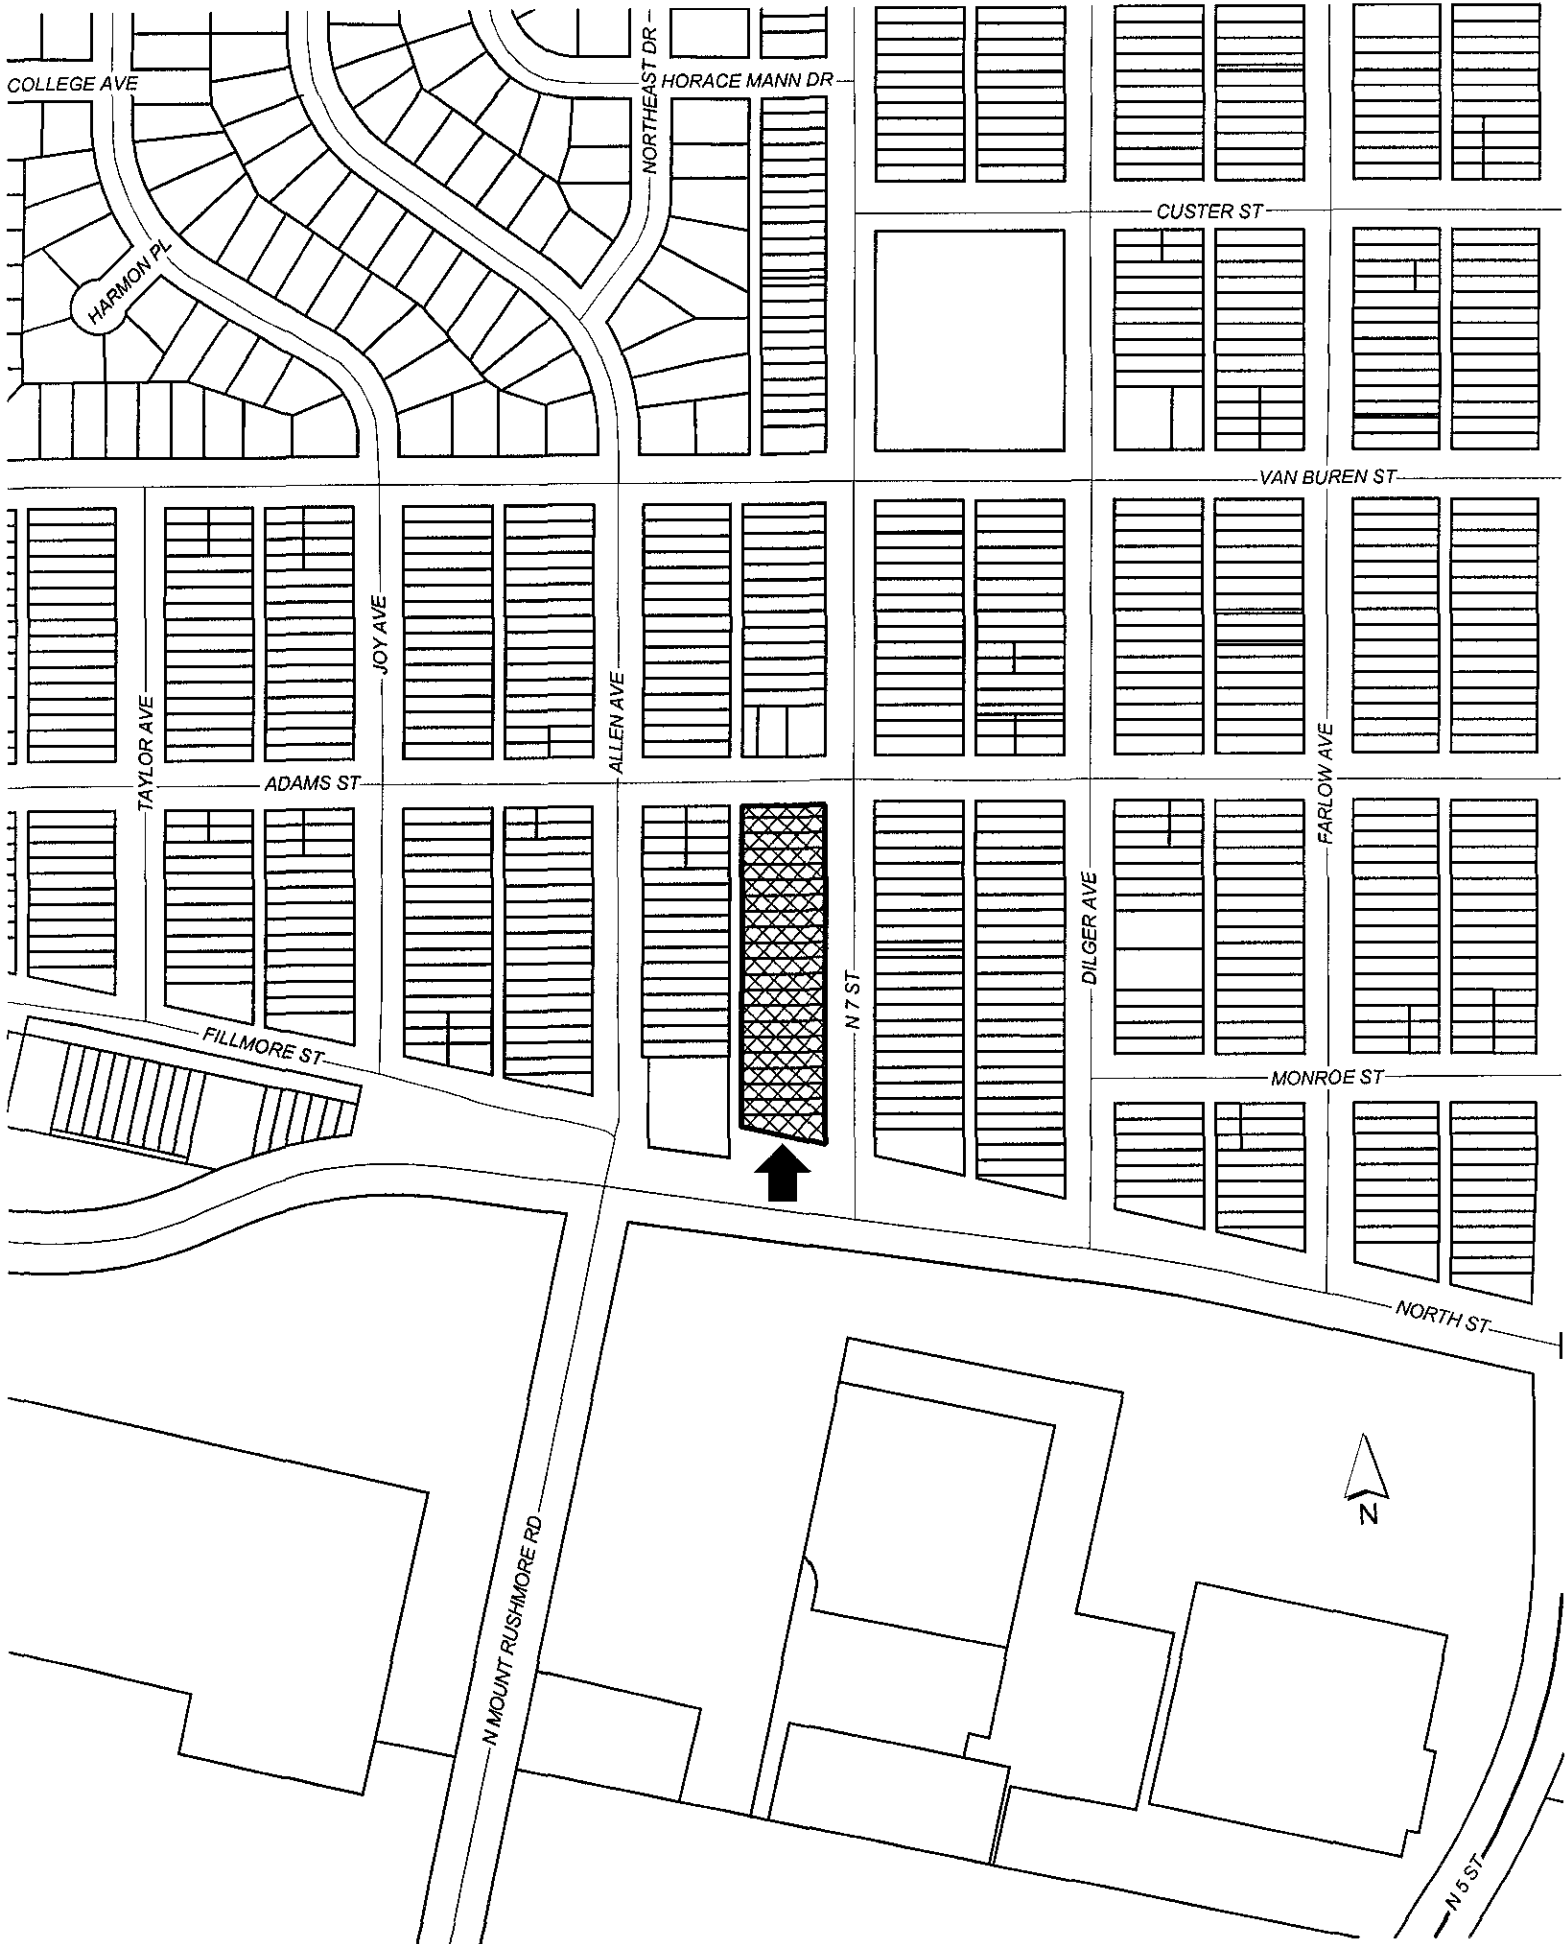 COLLEGE AVE
NORTHEAST DR
HORACE MANN DR
CUSTER ST
HARMON PL
VAN BUREN ST
JOY AVE
TAYLOR AVE
ALLEN AVE
FARLOW AVE
ADAMS ST
DILGER AVE
N 7 ST
FILLMORE ST
MONROE ST
NORTH ST
N
N MOUNT RUSHMORE RD
N 5 ST